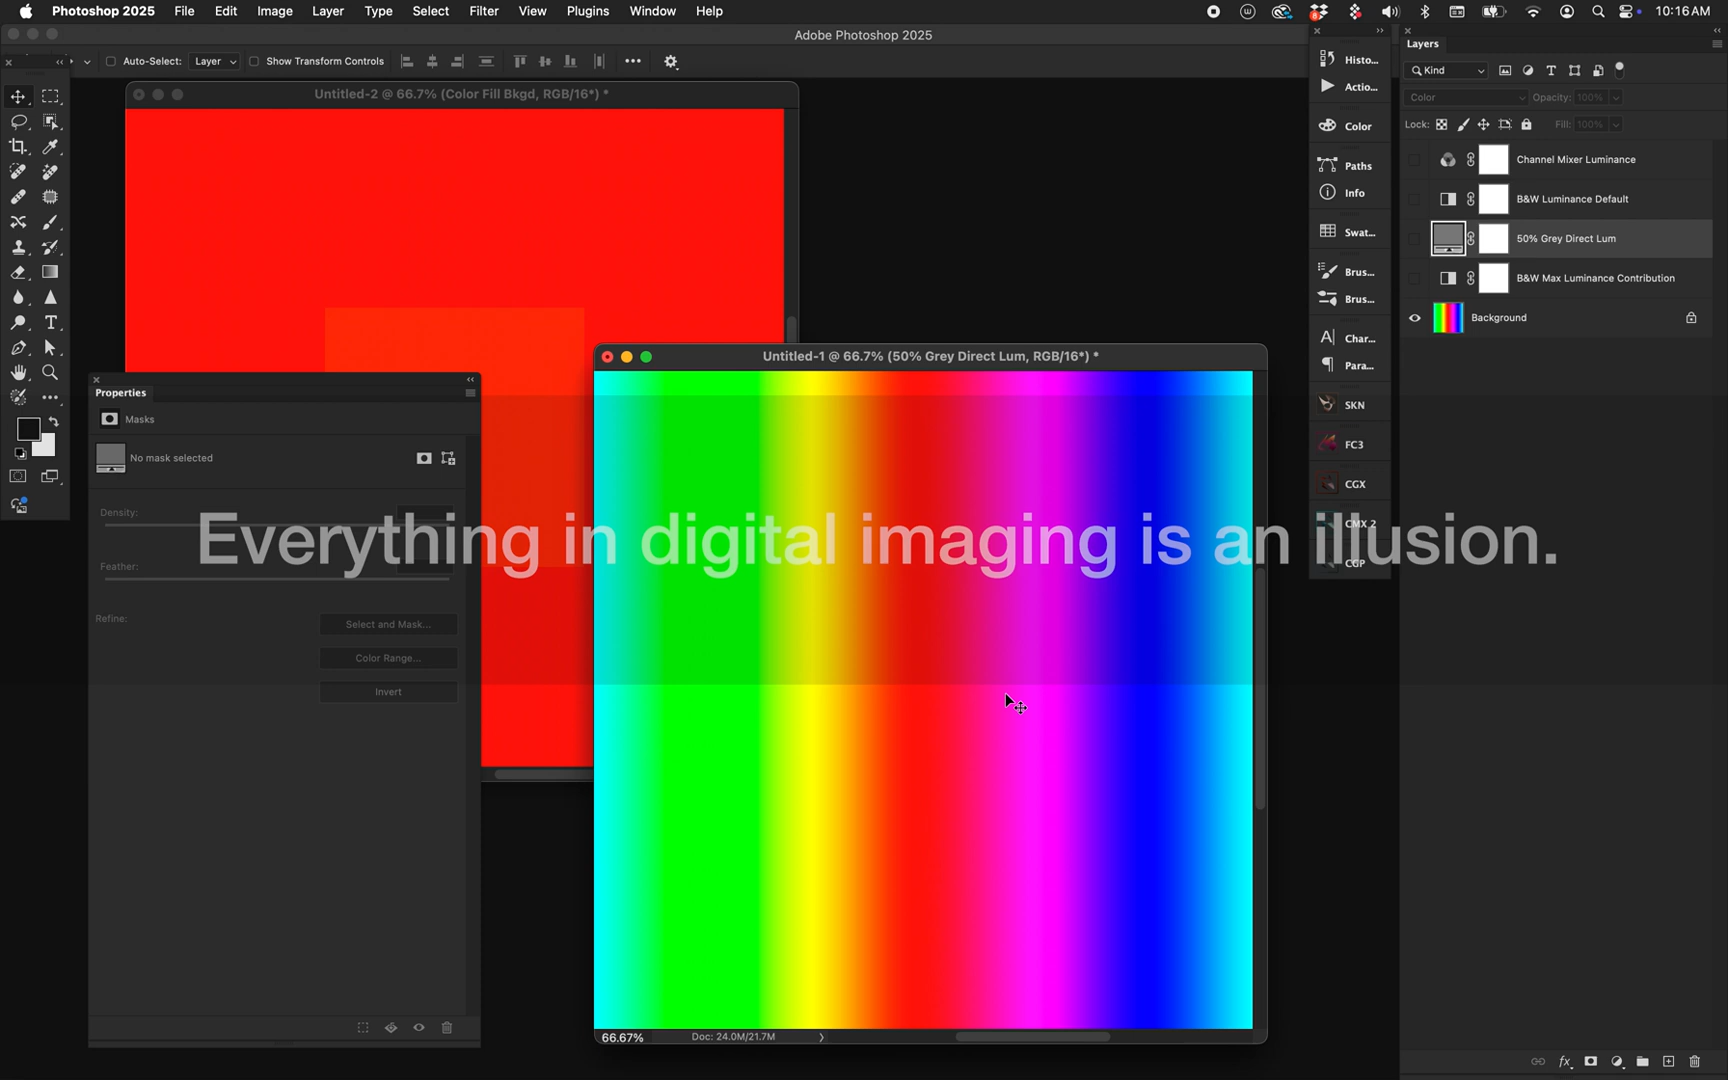 Photoshop 2025 File Edit Image Layer Type Select Filter View Plugins Window Help 10:16 AM
Adobe Photoshop 2025
Auto-Select: Layer Show Transform Controls
Untitled-2 @ 66.7% (Color Fill Bkgd, RGB/16*) *
Untitled-1 @ 66.7% (50% Grey Direct Lum, RGB/16*) *
Properties
Masks
No mask selected
Density:
Feather:
Refine:
Select and Mask...
Color Range...
Invert
Everything in digital imaging is an illusion.
66.67% Doc: 24.0M/21.7M
Histo...
Actio...
Color
Paths
Info
Swat...
Brus...
Brus...
Char...
Para...
SKN
FC3
CGX
CMX 2
CGP
Layers
Kind
Color Opacity: 100%
Lock: Fill: 100%
Channel Mixer Luminance
B&W Luminance Default
50% Grey Direct Lum
B&W Max Luminance Contribution
Background
fx